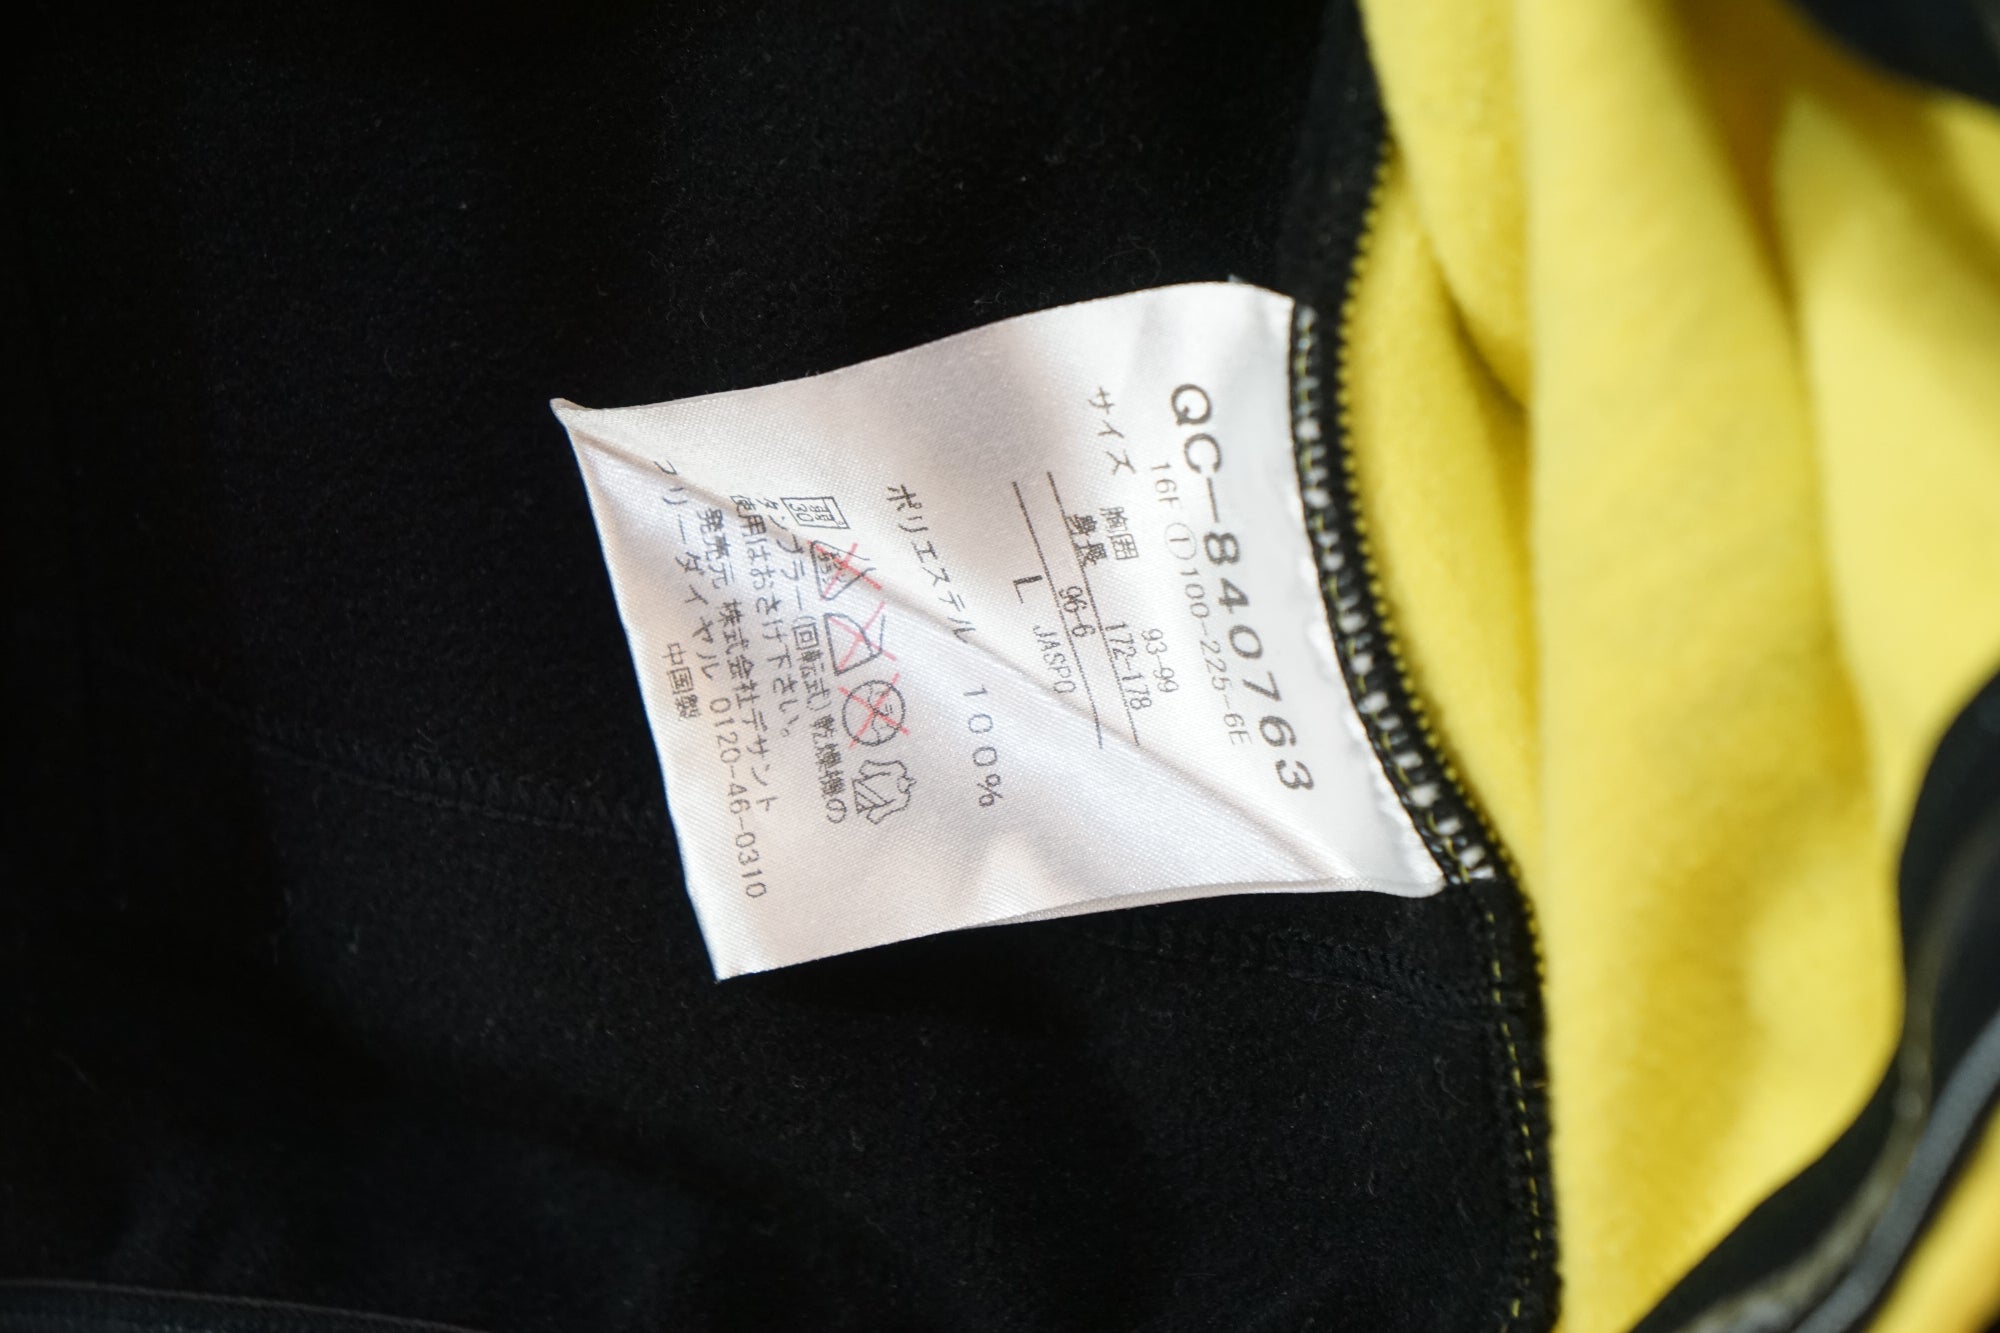 QC-8407763
16F ①100-225-6E
サイズ
胸囲 93-99
身長 172-178
96-6 JASPO
L
ポリエステル 100%
タンブラー(回転式)乾燥機の
使用はおさけ下さい。
発売元 株式会社デサント
フリーダイヤル 0120-46-0310
中国製